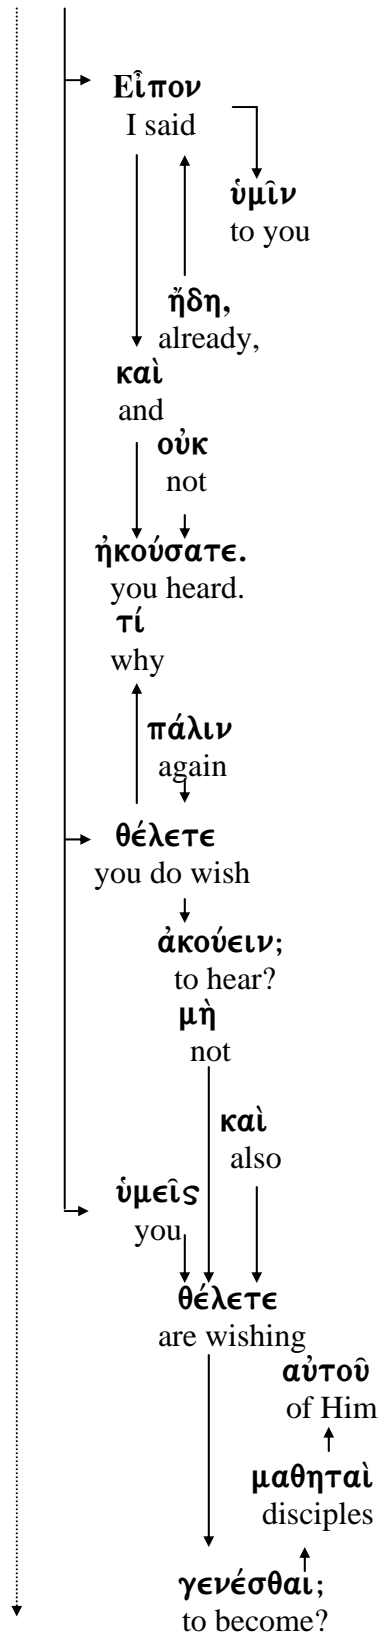 Εἶπον
I said
ὑμῖν
to you
ἤδη,
already,
καὶ
and
οὐκ
not
ἠκούσατε.
you heard.
τί
why
πάλιν
again
θέλετε
you do wish
ἀκούειν;
to hear?
μὴ
not
καὶ
also
ὑμεῖς
you
θέλετε
are wishing
αὐτοῦ
of Him
μαθηταὶ
disciples
γενέσθαι;
to become?